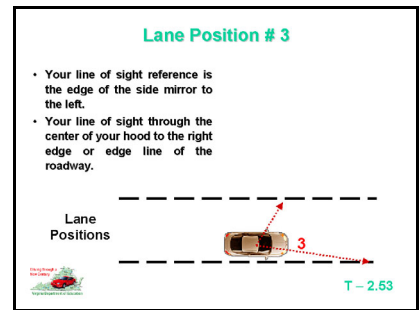 Lane Position # 3
• Your line of sight reference is
the edge of the side mirror to
the left.
• Your line of sight through the
center of your hood to the right
edge or edge line of the
roadway.
Lane
Positions
3
T – 2.53